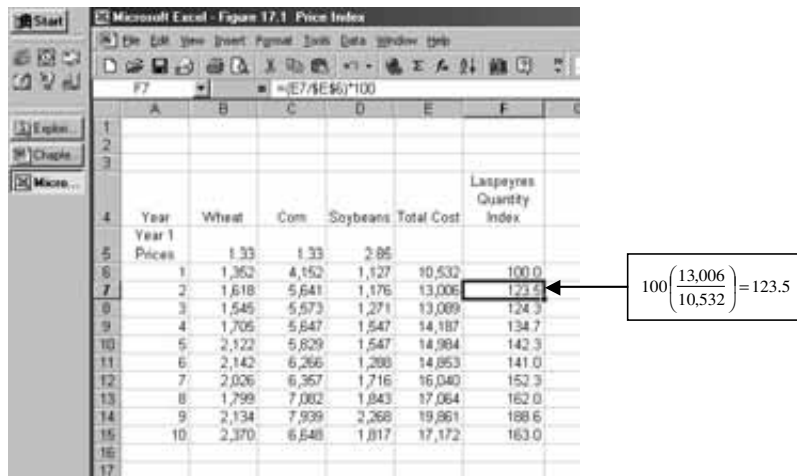 Start
Microsoft Excel - Figure 17.1 Price Index
File Edit View Insert Format Tools Data Window Help
F7 = =(E7/$E$6)*100
A B C D E F
Explori...
Chapte...
Micro...
1
2
3
4 Year Wheat Corn Soybeans Total Cost Laspeyres Quantity Index
5 Year 1 Prices 1.33 1.33 2.85
6 1 1,352 4,152 1,127 10,532 100.0
7 2 1,618 5,641 1,176 13,006 123.5
8 3 1,545 5,573 1,271 13,089 124.3
9 4 1,705 5,647 1,547 14,187 134.7
10 5 2,122 5,829 1,547 14,984 142.3
11 6 2,142 6,266 1,288 14,853 141.0
12 7 2,026 6,357 1,716 16,040 152.3
13 8 1,799 7,082 1,843 17,064 162.0
14 9 2,134 7,939 2,268 19,861 188.6
15 10 2,370 6,648 1,817 17,172 163.0
16
17
100(13,006/10,532)=123.5